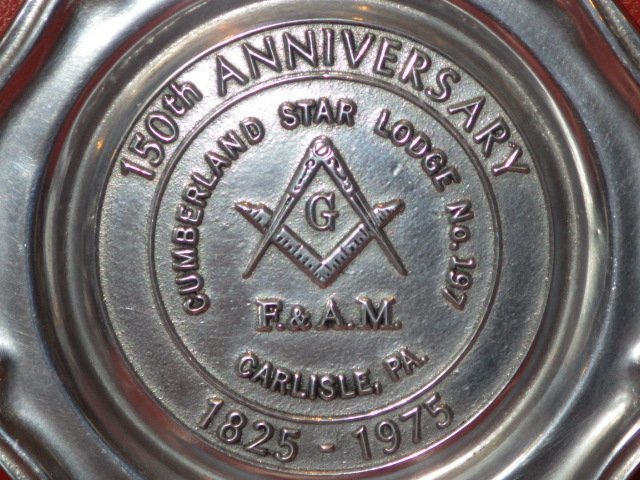 150th ANNIVERSARY
CUMBERLAND STAR LODGE No. 197
G
F. & A. M.
CARLISLE, PA.
1825 - 1975